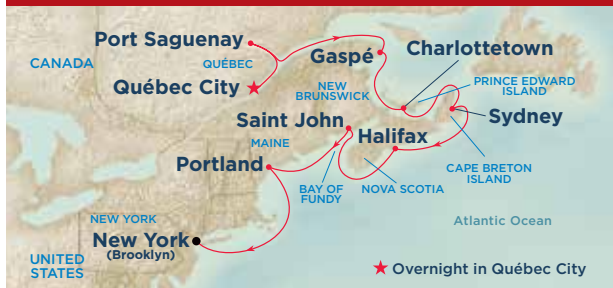 Port Saguenay
CANADA
QUÉBEC
Québec City
Gaspé
Charlottetown
PRINCE EDWARD
ISLAND
NEW
BRUNSWICK
Sydney
Saint John
MAINE
Halifax
CAPE BRETON
ISLAND
Portland
BAY OF
FUNDY
NOVA SCOTIA
NEW YORK
Atlantic Ocean
New York
(Brooklyn)
UNITED
STATES
Overnight in Québec City